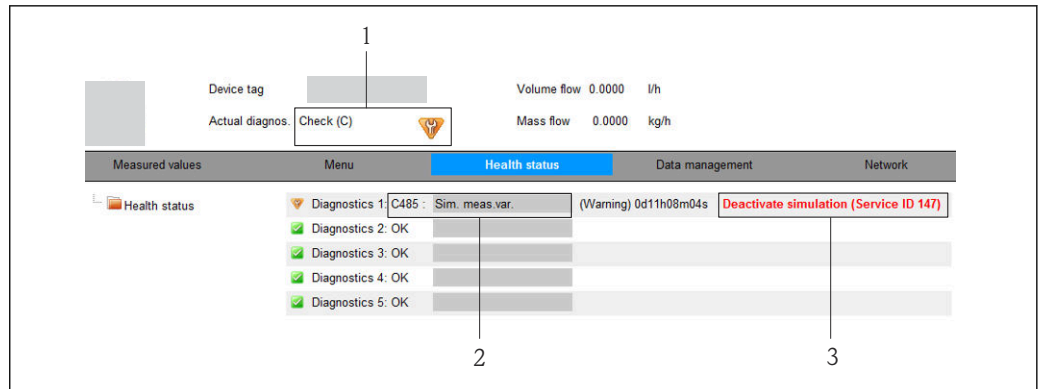 1
Device tag Volume flow 0.0000 l/h
Actual diagnos. Check (C) Mass flow 0.0000 kg/h
Measured values Menu Health status Data management Network
Health status Diagnostics 1: C485 : Sim. meas.var. (Warning) 0d11h08m04s Deactivate simulation (Service ID 147)
Diagnostics 2: OK
Diagnostics 3: OK
Diagnostics 4: OK
Diagnostics 5: OK
2 3